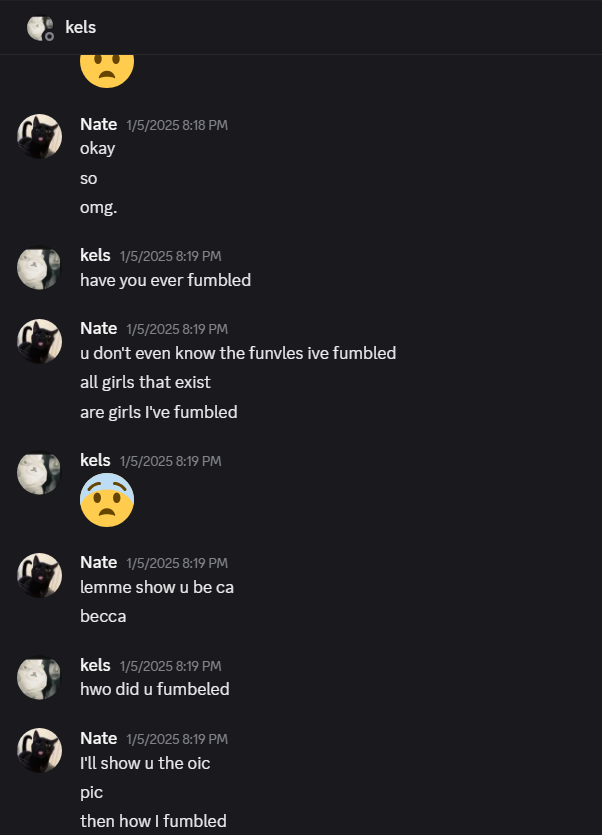 kels
Nate 1/5/2025 8:18 PM
okay
so
omg.
kels 1/5/2025 8:19 PM
have you ever fumbled
Nate 1/5/2025 8:19 PM
u don't even know the funvles ive fumbled
all girls that exist
are girls I've fumbled
kels 1/5/2025 8:19 PM
Nate 1/5/2025 8:19 PM
lemme show u be ca
becca
kels 1/5/2025 8:19 PM
hwo did u fumbeled
Nate 1/5/2025 8:19 PM
I'll show u the oic
pic
then how I fumbled